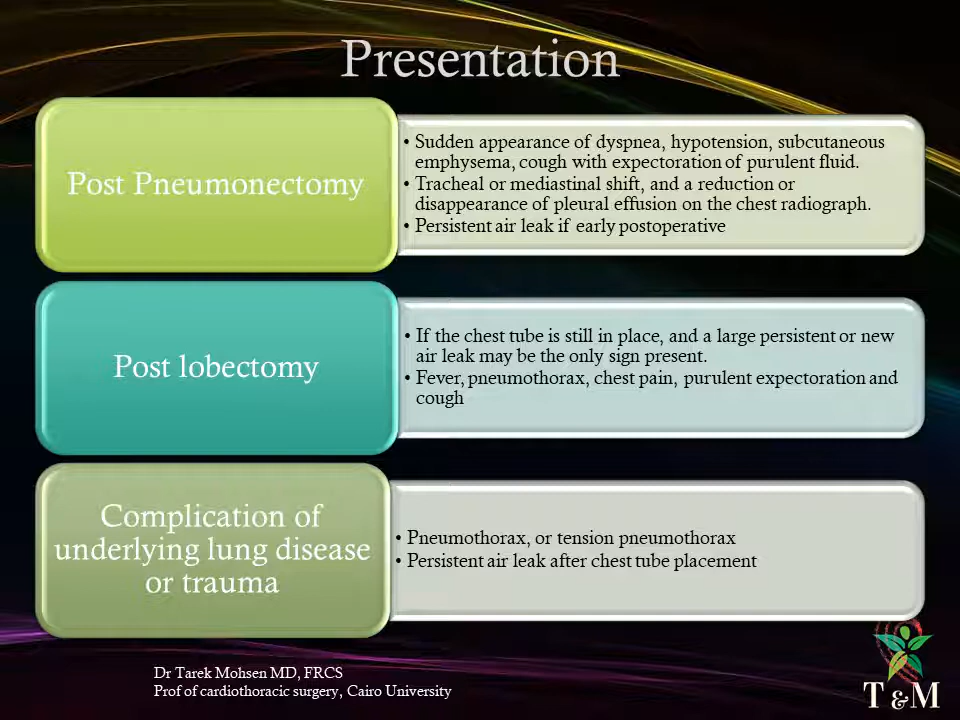 Presentation
Post Pneumonectomy
• Sudden appearance of dyspnea, hypotension, subcutaneous
emphysema, cough with expectoration of purulent fluid.
• Tracheal or mediastinal shift, and a reduction or
disappearance of pleural effusion on the chest radiograph.
• Persistent air leak if early postoperative
Post lobectomy
• If the chest tube is still in place, and a large persistent or new
air leak may be the only sign present.
• Fever, pneumothorax, chest pain, purulent expectoration and
cough
Complication of
underlying lung disease
or trauma
• Pneumothorax, or tension pneumothorax
• Persistent air leak after chest tube placement
Dr Tarek Mohsen MD, FRCS
Prof of cardiothoracic surgery, Cairo University
T & M